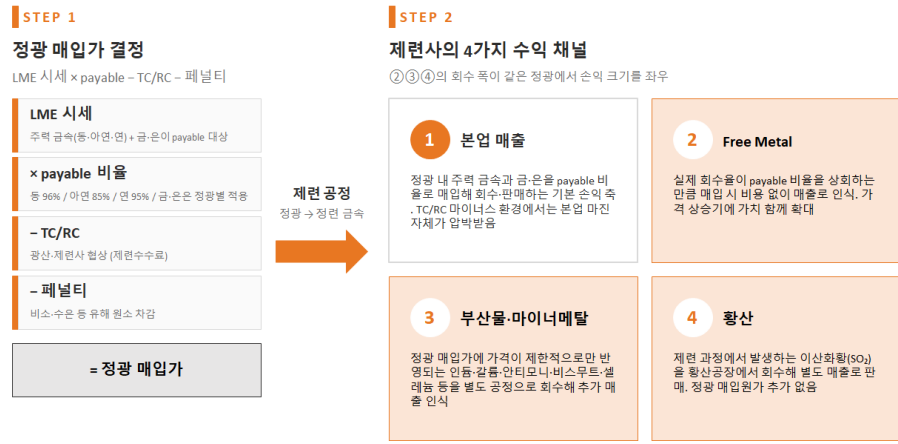 STEP 1
정광 매입가 결정
LME 시세 × payable – TC/RC – 페널티
LME 시세
주력 금속(동·아연·연) + 금·은이 payable 대상
× payable 비율
동 96% / 아연 85% / 연 95% / 금·은은 정광별 적용
– TC/RC
광산·제련사 협상 (제련수수료)
– 페널티
비소·수은 등 유해 원소 차감
= 정광 매입가
제련 공정
정광 → 정련 금속
STEP 2
제련사의 4가지 수익 채널
②③④의 회수 폭이 같은 정광에서 손익 크기를 좌우
1
본업 매출
정광 내 주력 금속과 금·은을 payable 비
율로 매입해 회수·판매하는 기본 손익 축
. TC/RC 마이너스 환경에서는 본업 마진
자체가 압박받음
2
Free Metal
실제 회수율이 payable 비율을 상회하는
만큼 매입 시 비용 없이 매출로 인식. 가
격 상승기에 가치 함께 확대
3
부산물·마이너메탈
정광 매입가에 가격이 제한적으로만 반
영되는 인듐·갈륨·안티모니·비스무트·셀
레늄 등을 별도 공정으로 회수해 추가 매
출 인식
4
황산
제련 과정에서 발생하는 이산화황(SO₂)
을 황산공장에서 회수해 별도 매출로 판
매. 정광 매입원가 추가 없음